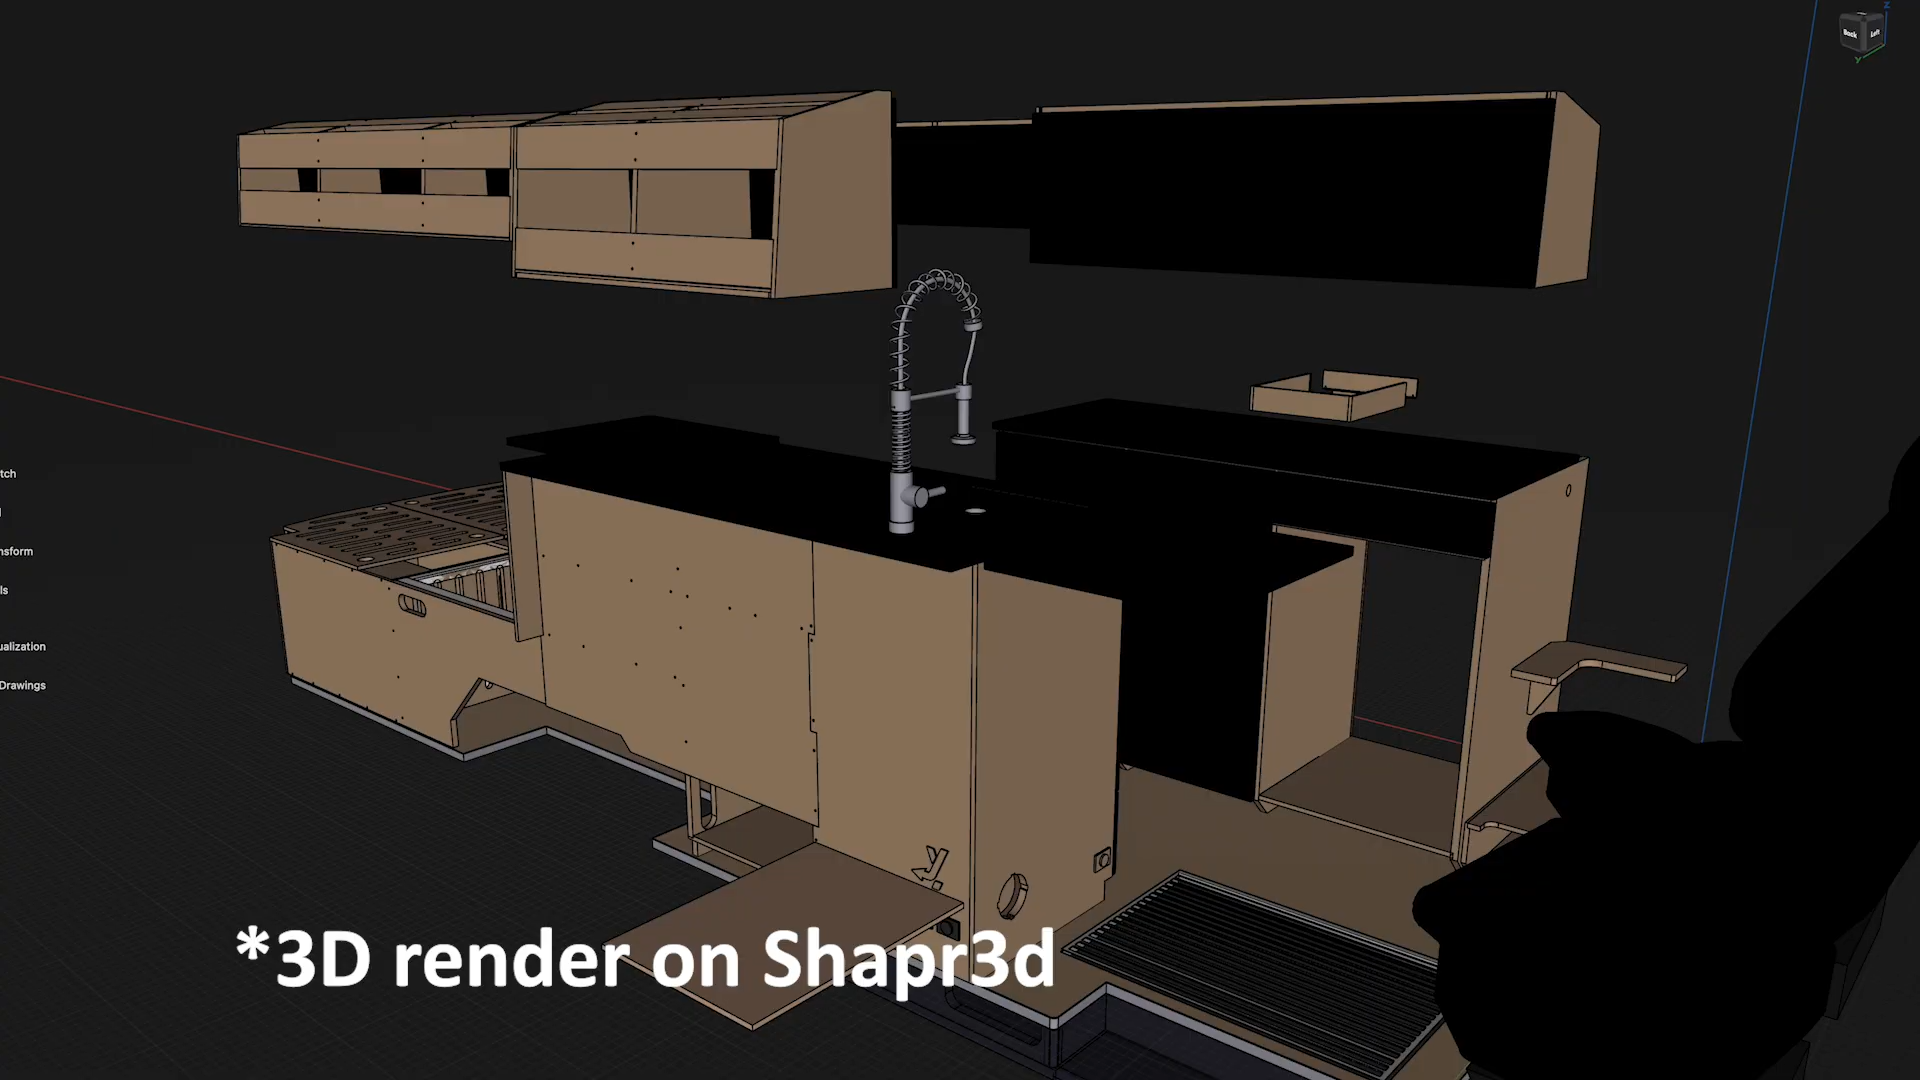 Back
Left
Z
Y
tch
nsform
ls
ualization
Drawings
*3D render on Shapr3d